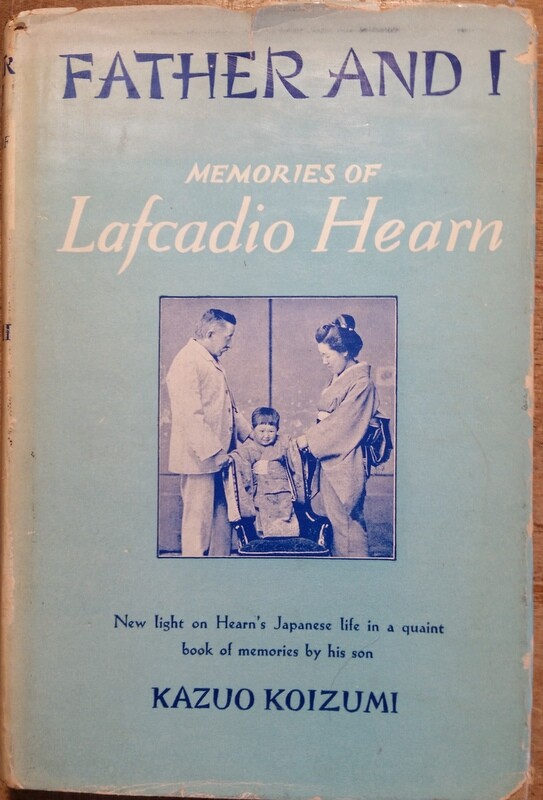 FATHER AND I
MEMORIES OF
Lafcadio Hearn
New light on Hearn's Japanese life in a quaint
book of memories by his son
KAZUO KOIZUMI